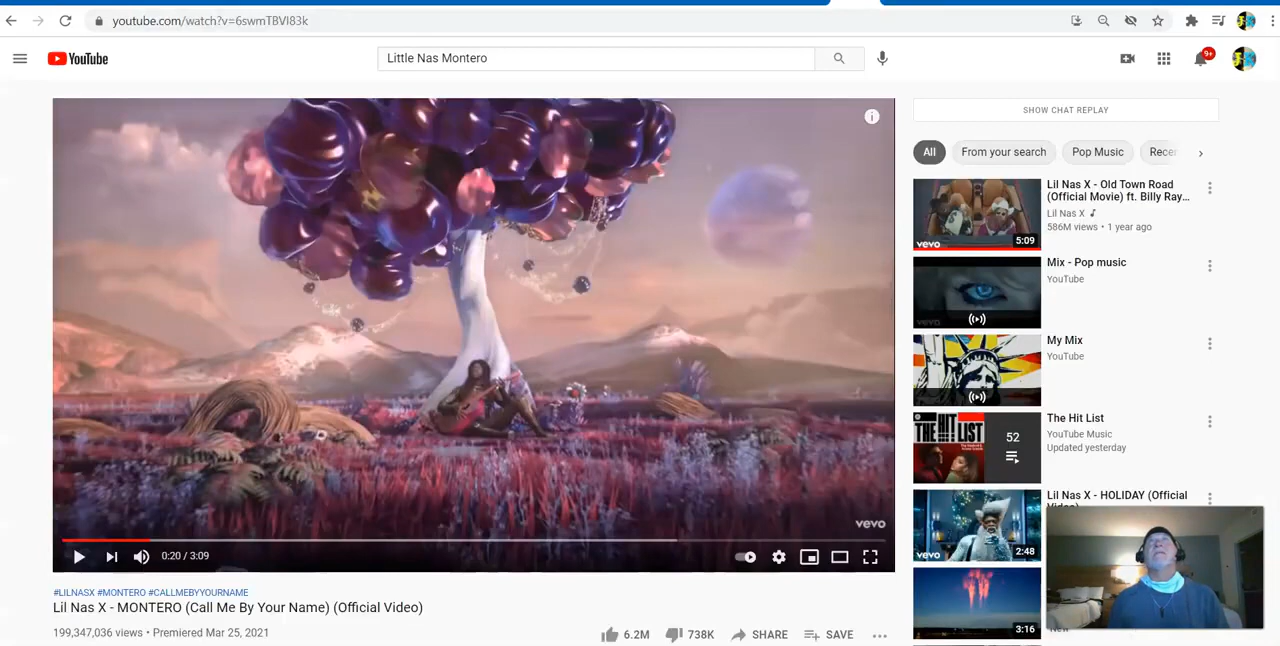 youtube.com/watch?v=6swmTBVI83k
YouTube
Little Nas Montero
9+
SHOW CHAT REPLAY
All
From your search
Pop Music
Recen
Lil Nas X - Old Town Road
(Official Movie) ft. Billy Ray...
Lil Nas X
586M views • 1 year ago
vevo
5:09
Mix - Pop music
YouTube
vevo
My Mix
YouTube
THE HIT LIST
52
The Hit List
YouTube Music
Updated yesterday
Lil Nas X - HOLIDAY (Official
Video)
vevo
2:48
3:16
New
vevo
0:20 / 3:09
#LILNASX #MONTERO #CALLMEBYYOURNAME
Lil Nas X - MONTERO (Call Me By Your Name) (Official Video)
199,347,036 views • Premiered Mar 25, 2021
6.2M
738K
SHARE
SAVE